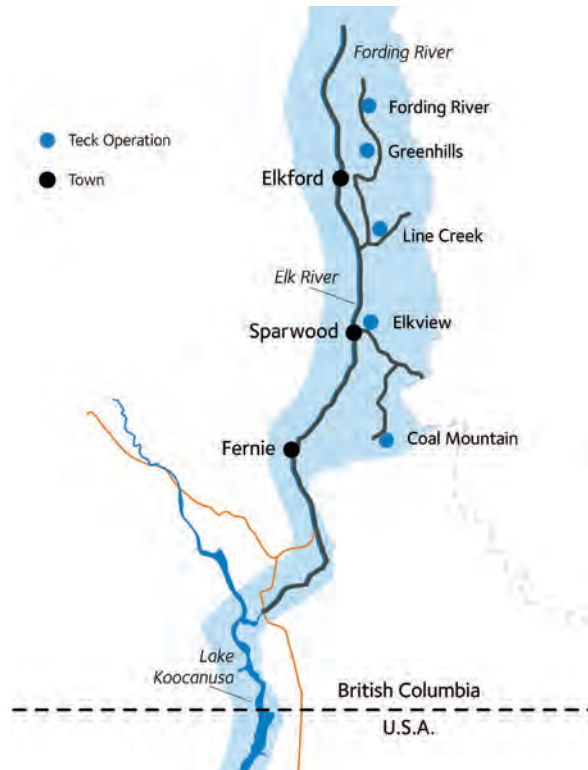 Fording River
Fording River
Teck Operation
Greenhills
Town
Elkford
Line Creek
Elk River
Elkview
Sparwood
Coal Mountain
Fernie
Lake
Koocanusa
British Columbia
U.S.A.